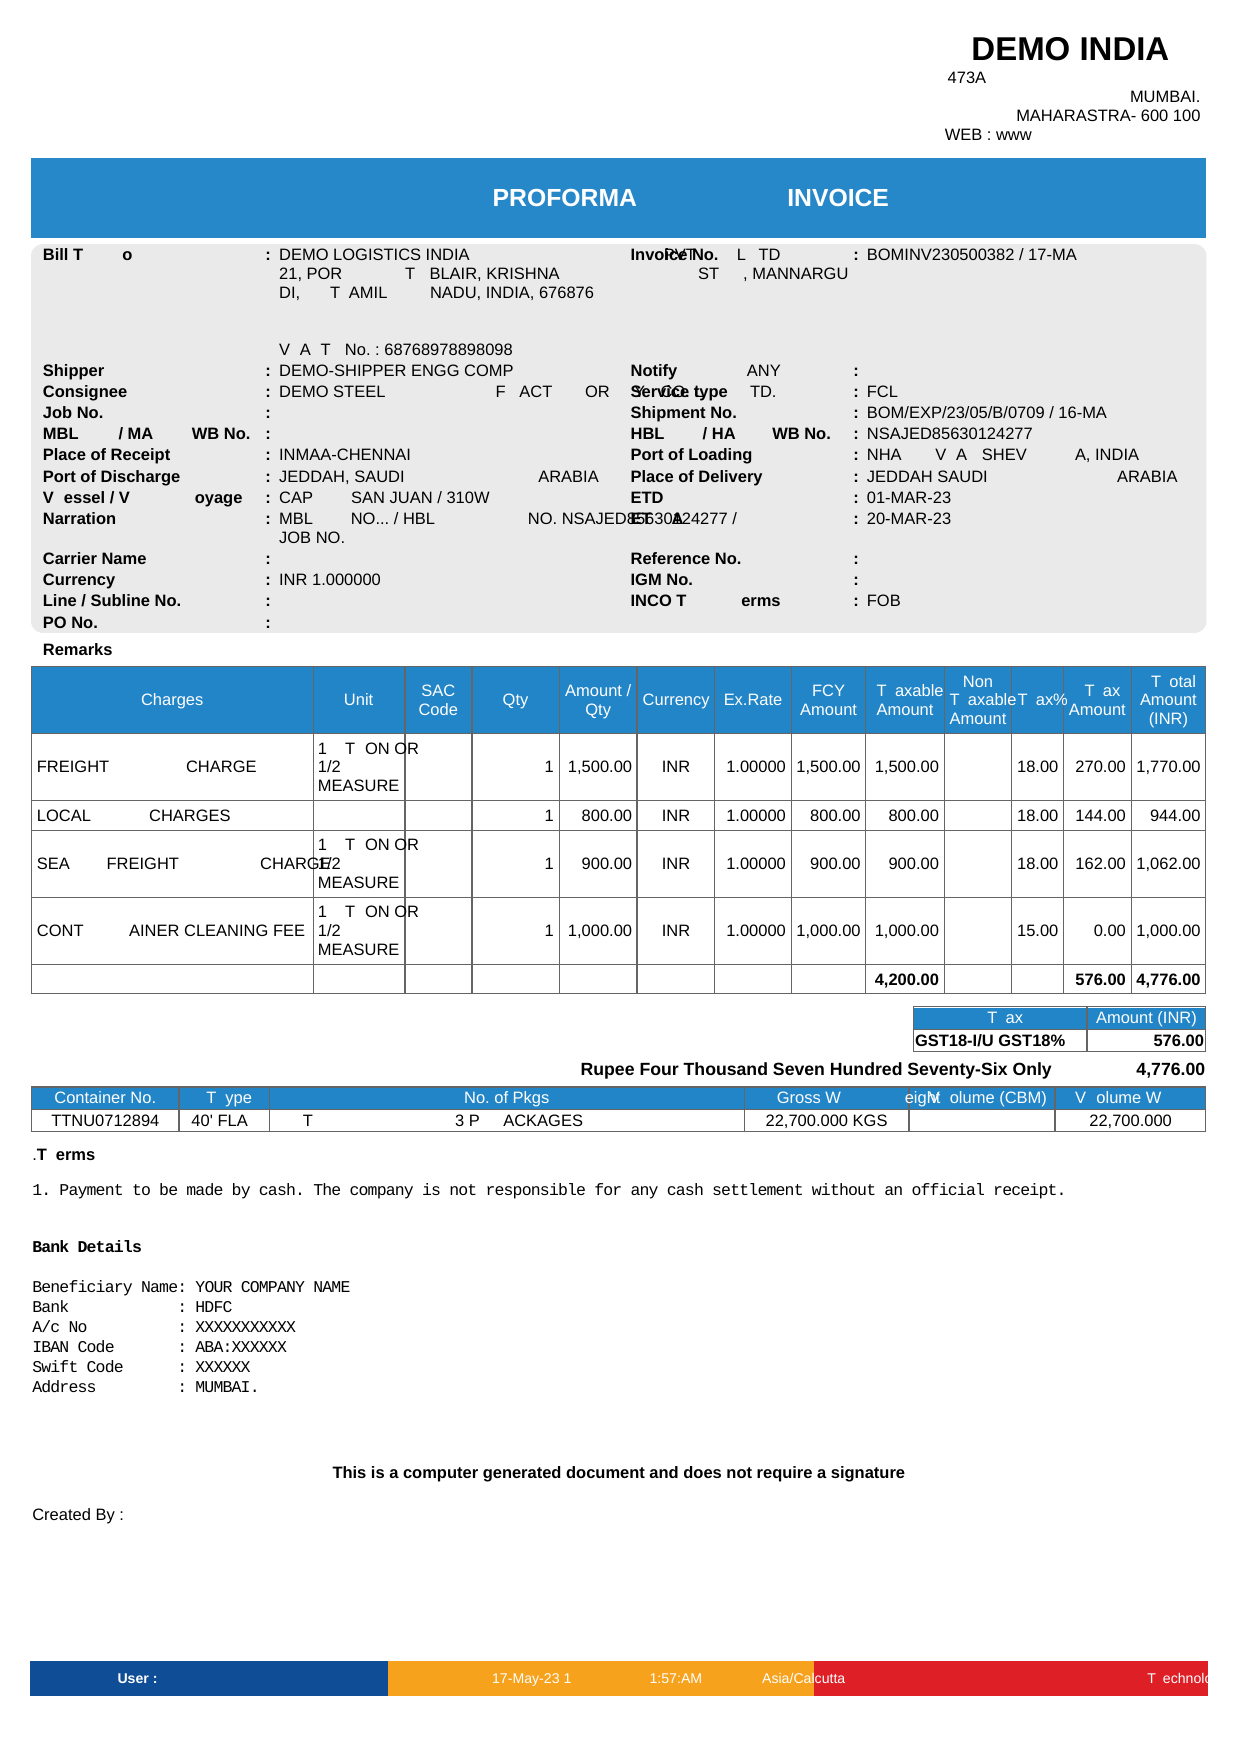 DEMO INDIA
473A
MUMBAI.
MAHARASTRA- 600 100
WEB : www
PROFORMA INVOICE
Bill To : DEMO LOGISTICS INDIA PVT LTD Invoice No. : BOMINV230500382 / 17-MA
21, PORT BLAIR, KRISHNA ST, MANNARGU
DI, TAMIL NADU, INDIA, 676876
VAT No. : 68768978898098
Shipper : DEMO-SHIPPER ENGG COMPANY Notify :
Consignee : DEMO STEEL FACTORY CO. LTD. Service type : FCL
Job No. : Shipment No. : BOM/EXP/23/05/B/0709 / 16-MA
MBL / MAWB No. : HBL / HAWB No. : NSAJED85630124277
Place of Receipt : INMAA-CHENNAI Port of Loading : NHAVA SHEVA, INDIA
Port of Discharge : JEDDAH, SAUDI ARABIA Place of Delivery : JEDDAH SAUDI ARABIA
Vessel / Voyage : CAP SAN JUAN / 310W ETD : 01-MAR-23
Narration : MBL NO... / HBL NO. NSAJED85630124277 / ETA : 20-MAR-23
JOB NO.
Carrier Name : Reference No. :
Currency : INR 1.000000 IGM No. :
Line / Subline No. : INCO Terms : FOB
PO No. :
Remarks
Charges Unit SAC Code Qty Amount / Qty Currency Ex.Rate FCY Amount Taxable Amount Non Taxable Amount Tax% Tax Amount Total Amount (INR)
FREIGHT CHARGE 1 TON OR 1/2 MEASURE 1 1,500.00 INR 1.00000 1,500.00 1,500.00 18.00 270.00 1,770.00
LOCAL CHARGES 1 800.00 INR 1.00000 800.00 800.00 18.00 144.00 944.00
SEA FREIGHT CHARGE 1 TON OR 1/2 MEASURE 1 900.00 INR 1.00000 900.00 900.00 18.00 162.00 1,062.00
CONTAINER CLEANING FEE 1 TON OR 1/2 MEASURE 1 1,000.00 INR 1.00000 1,000.00 1,000.00 15.00 0.00 1,000.00
4,200.00 576.00 4,776.00
Tax Amount (INR)
GST18-I/U GST18% 576.00
Rupee Four Thousand Seven Hundred Seventy-Six Only 4,776.00
Container No. Type No. of Pkgs Gross Weight Volume (CBM) Volume W
TTNU0712894 40' FLAT 3 PACKAGES 22,700.000 KGS 22,700.000
.Terms
1. Payment to be made by cash. The company is not responsible for any cash settlement without an official receipt.
Bank Details
Beneficiary Name: YOUR COMPANY NAME
Bank : HDFC
A/c No : XXXXXXXXXXX
IBAN Code : ABA:XXXXXX
Swift Code : XXXXXX
Address : MUMBAI.
This is a computer generated document and does not require a signature
Created By :
User : 17-May-23 11:57:AM Asia/Calcutta Technolo